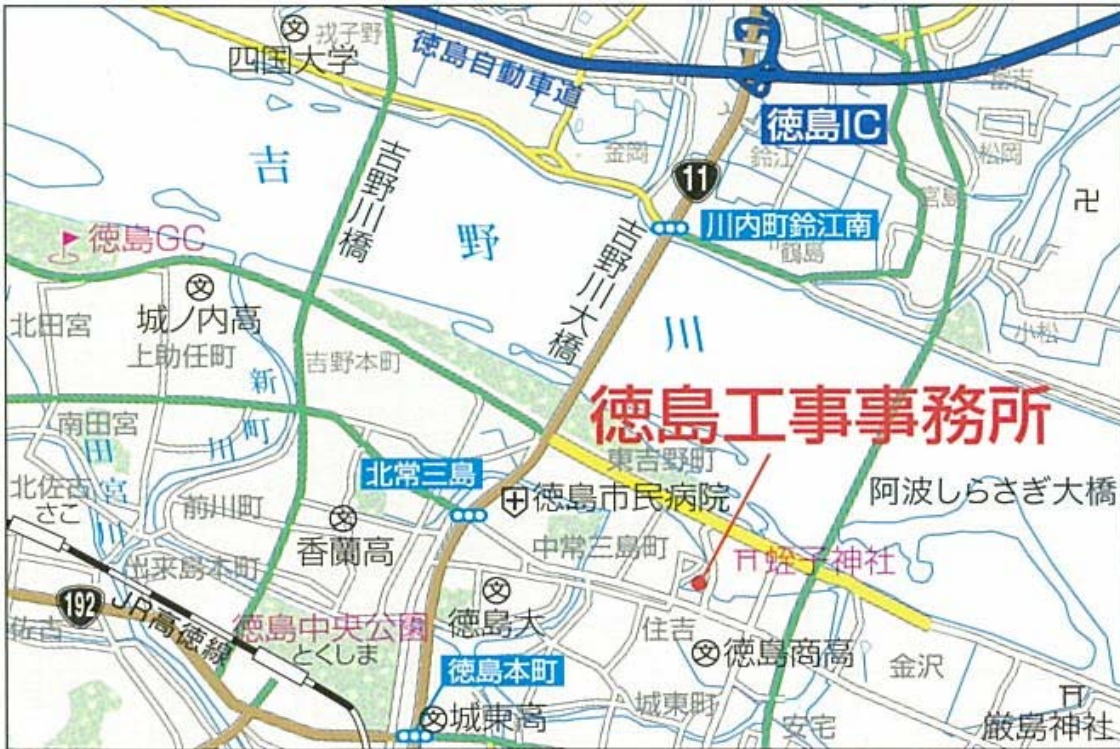 戎子野
四国大学
徳島自動車道
徳島IC
富吉
金岡
11
鈴江
松岡
宮島
卍
吉野川橋
吉
野
川
徳島GC
吉野川大橋
川内町鈴江南
鶴島
城ノ内高
北田宮
上助任町
吉野本町
小松
新町川
徳島工事事務所
南田宮
田宮川
北常三島
東吉野町
徳島市民病院
阿波しらさぎ大橋
北佐古
さこ
前川町
香蘭高
中常三島町
蛭子神社
出来島本町
192
JR高徳線
佐古
徳島中央公園
とくしま
徳島大
住吉
徳島商高
金沢
徳島本町
城東高
城東町
安宅
厳島神社
文
文
文
文
文
文